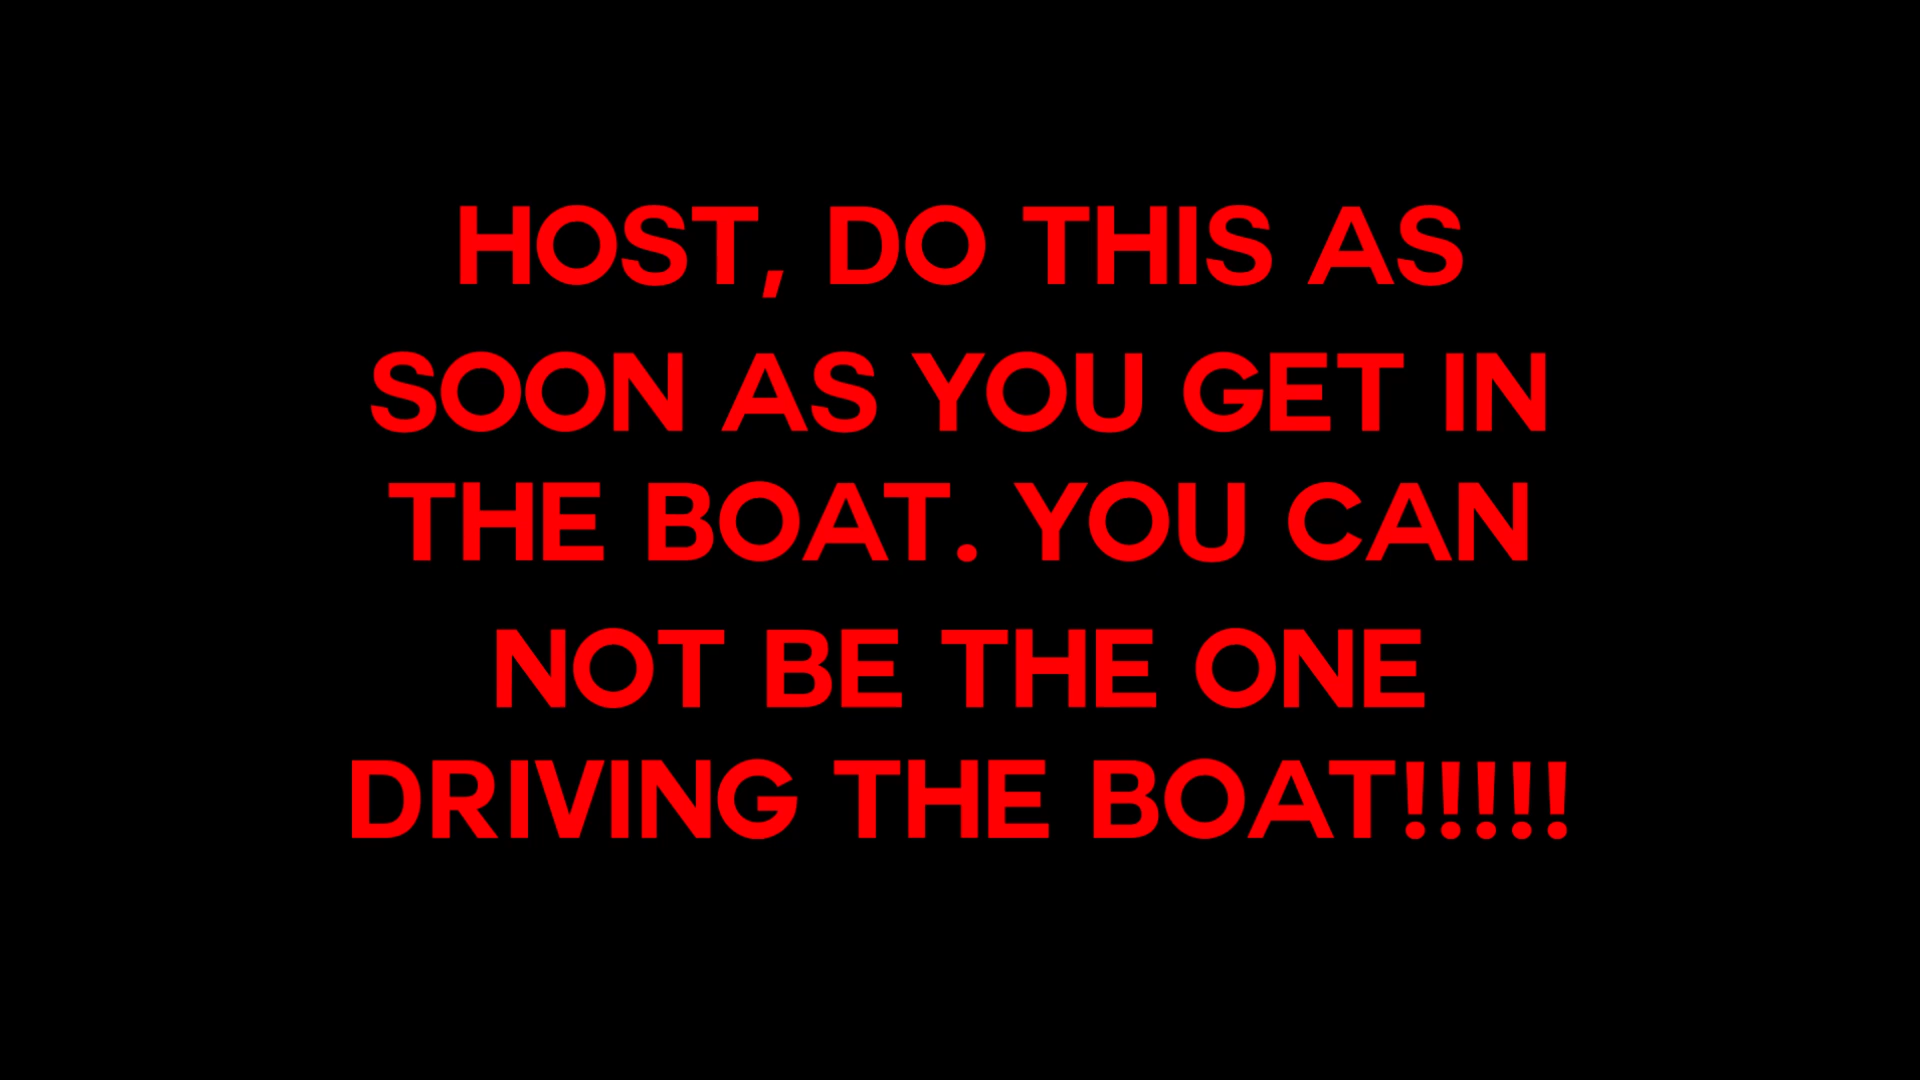 HOST, DO THIS AS
SOON AS YOU GET IN
THE BOAT. YOU CAN
NOT BE THE ONE
DRIVING THE BOAT!!!!!